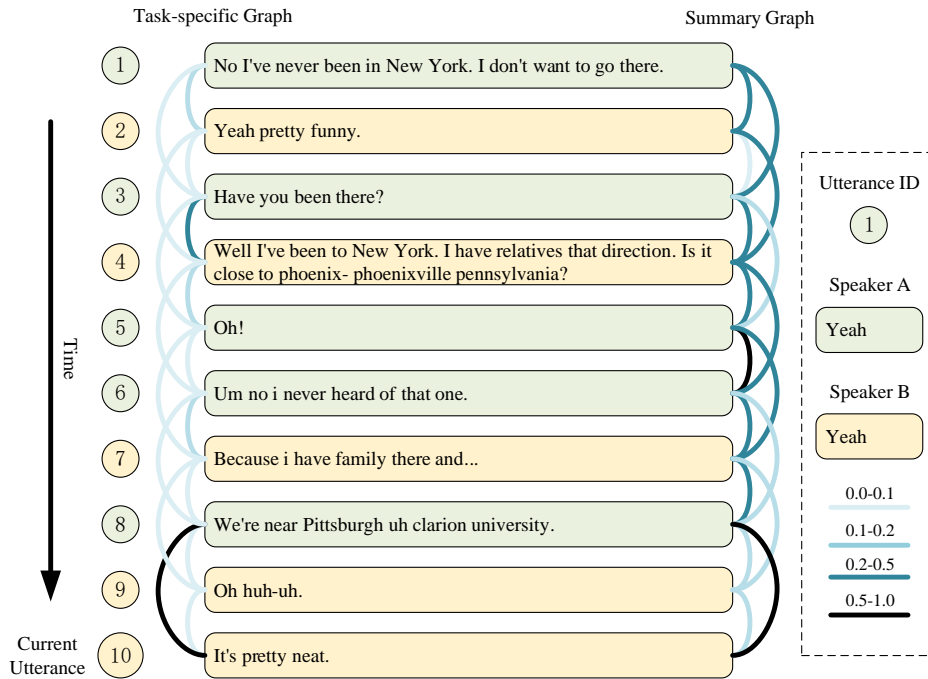 Task-specific Graph
Summary Graph
1
No I've never been in New York. I don't want to go there.
2
Yeah pretty funny.
3
Have you been there?
4
Well I've been to New York. I have relatives that direction. Is it
close to phoenix- phoenixville pennsylvania?
5
Oh!
6
Um no i never heard of that one.
7
Because i have family there and...
8
We're near Pittsburgh uh clarion university.
9
Oh huh-uh.
10
It's pretty neat.
Time
Current
Utterance
Utterance ID
1
Speaker A
Yeah
Speaker B
Yeah
0.0-0.1
0.1-0.2
0.2-0.5
0.5-1.0